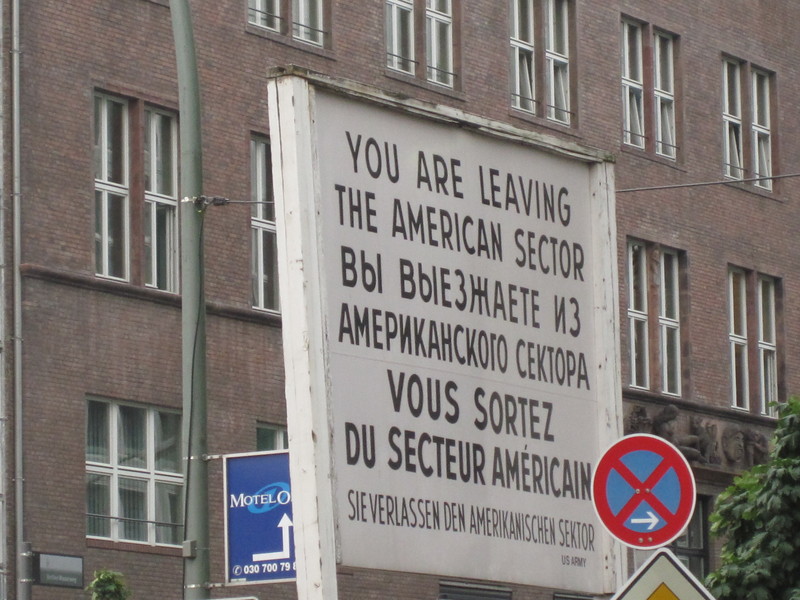 YOU ARE LEAVING
THE AMERICAN SECTOR
ВЫ ВЫЕЗЖАЕТЕ ИЗ
АМЕРИКАНСКОГО СЕКТОРА
VOUS SORTEZ
DU SECTEUR AMÉRICAIN
SIE VERLASSEN DEN AMERIKANISCHEN SEKTOR
US ARMY
MOTEL
030 700 79